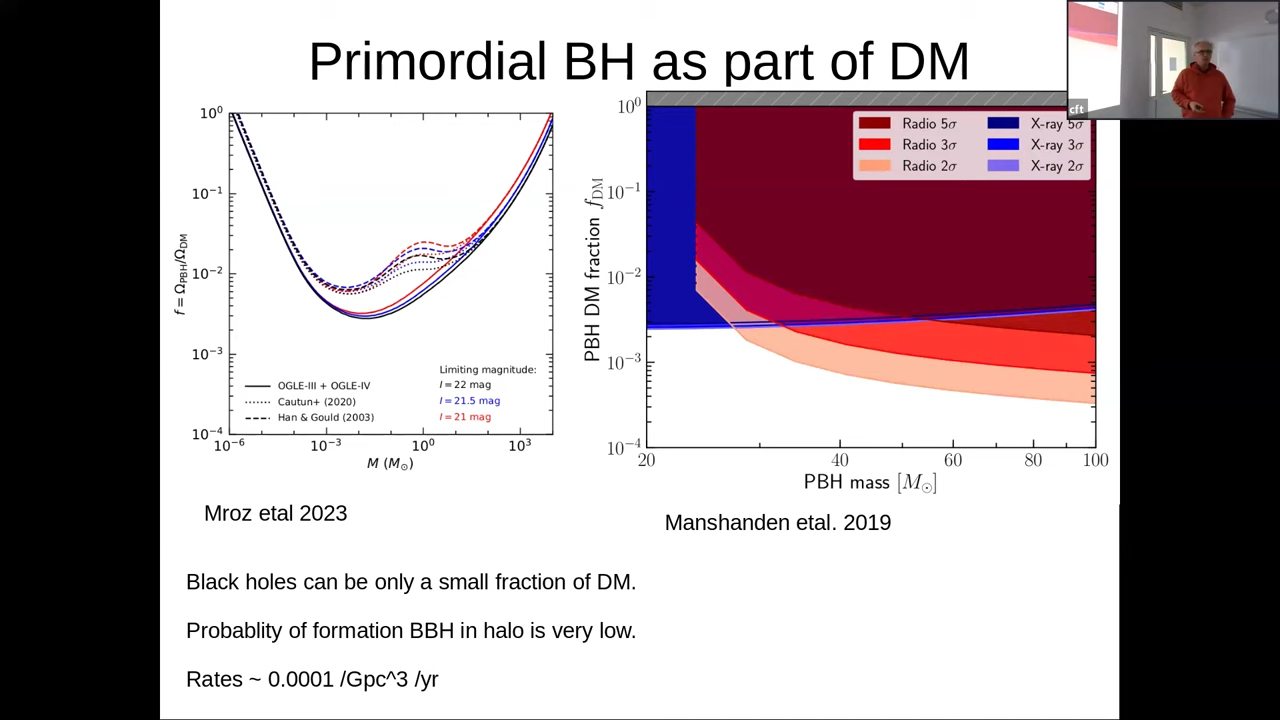 Primordial BH as part of DM
cft
10⁰
10⁻¹
10⁻²
10⁻³
10⁻⁴
f = Ω_PBH/Ω_DM
OGLE-III + OGLE-IV
Cautun+ (2020)
Han & Gould (2003)
Limiting magnitude:
I = 22 mag
I = 21.5 mag
I = 21 mag
10⁻⁶ 10⁻³ 10⁰ 10³
M (M⊙)
10⁰
10⁻¹
10⁻²
10⁻³
10⁻⁴
PBH DM fraction f_DM
Radio 5σ X-ray 5σ
Radio 3σ X-ray 3σ
Radio 2σ X-ray 2σ
20 40 60 80 100
PBH mass [M⊙]
Mroz etal 2023
Manshanden etal. 2019
Black holes can be only a small fraction of DM.
Probablity of formation BBH in halo is very low.
Rates ~ 0.0001 /Gpc^3 /yr